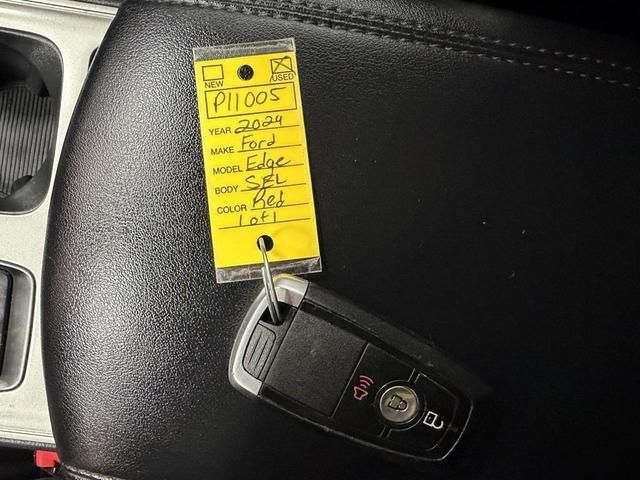 NEW USED
P11005
YEAR 2024
MAKE Ford
MODEL Edge
BODY SEL
COLOR Red
1 of 1